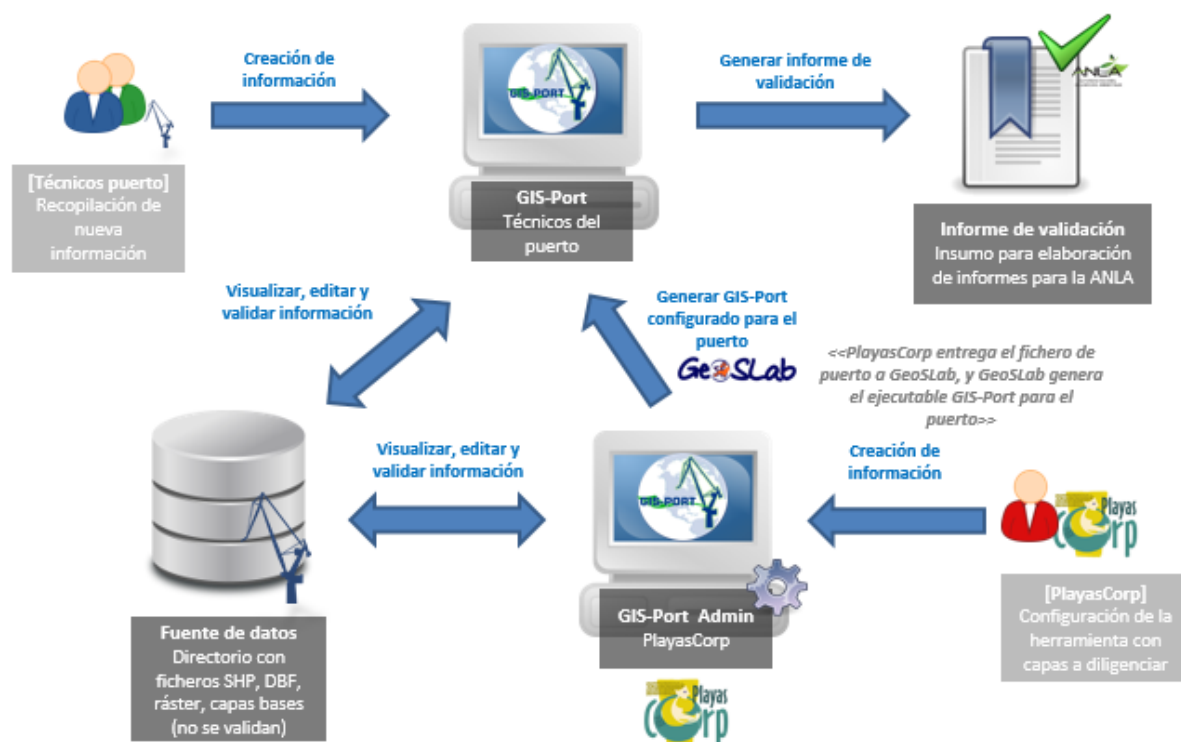 Creación de
información
Generar informe de
validación
GIS-PORT
ANLA
[Técnicos puerto]
Recopilación de
nueva
información
GIS-Port
Técnicos del
puerto
Informe de validación
Insumo para elaboración
de informes para la ANLA
Visualizar, editar y
validar información
Generar GIS-Port
configurado para el
puerto
GeoSLab
<<PlayasCorp entrega el fichero de
puerto a GeoSLab, y GeoSLab genera
el ejecutable GIS-Port para el
puerto>>
Visualizar, editar y
validar información
Creación de
información
GIS-PORT
Playas
Corp
Fuente de datos
Directorio con
ficheros SHP, DBF,
ráster, capas bases
(no se validan)
GIS-Port Admin
PlayasCorp
[PlayasCorp]
Configuración de la
herramienta con
capas a diligenciar
Playas
Corp